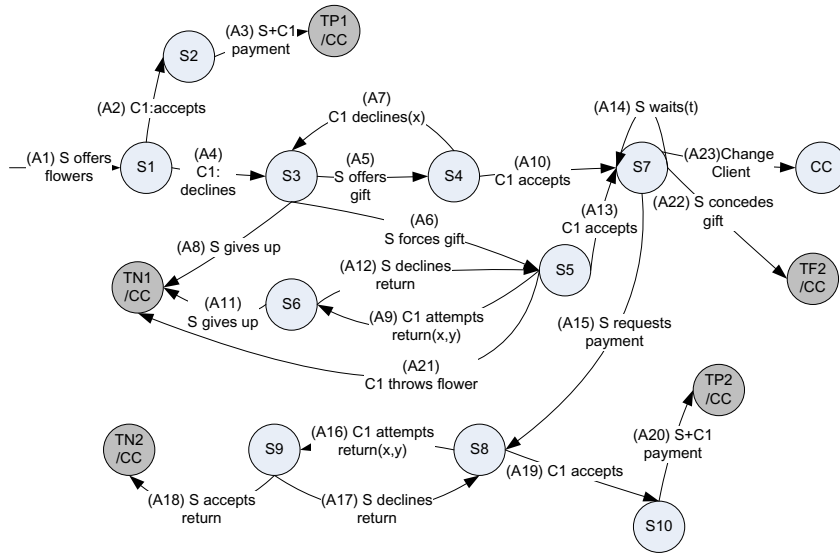 (A3) S+C1
payment
TP1
/CC
S2
(A2) C1:accepts
(A7)
C1 declines(x)
(A14) S waits(t)
(A1) S offers
flowers
S1
(A4)
C1:
declines
S3
(A5)
S offers
gift
S4
(A10)
C1 accepts
S7
(A23)Change
Client
CC
(A22) S concedes
gift
(A13)
C1 accepts
(A6)
S forces gift
(A8) S gives up
TN1
/CC
(A12) S declines
return
S5
TF2
/CC
(A11)
S gives up
S6
(A9) C1 attempts
return(x,y)
(A15) S requests
payment
(A21)
C1 throws flower
TP2
/CC
TN2
/CC
S9
(A16) C1 attempts
return(x,y)
S8
(A20) S+C1
payment
(A19) C1 accepts
(A18) S accepts
return
(A17) S declines
return
S10